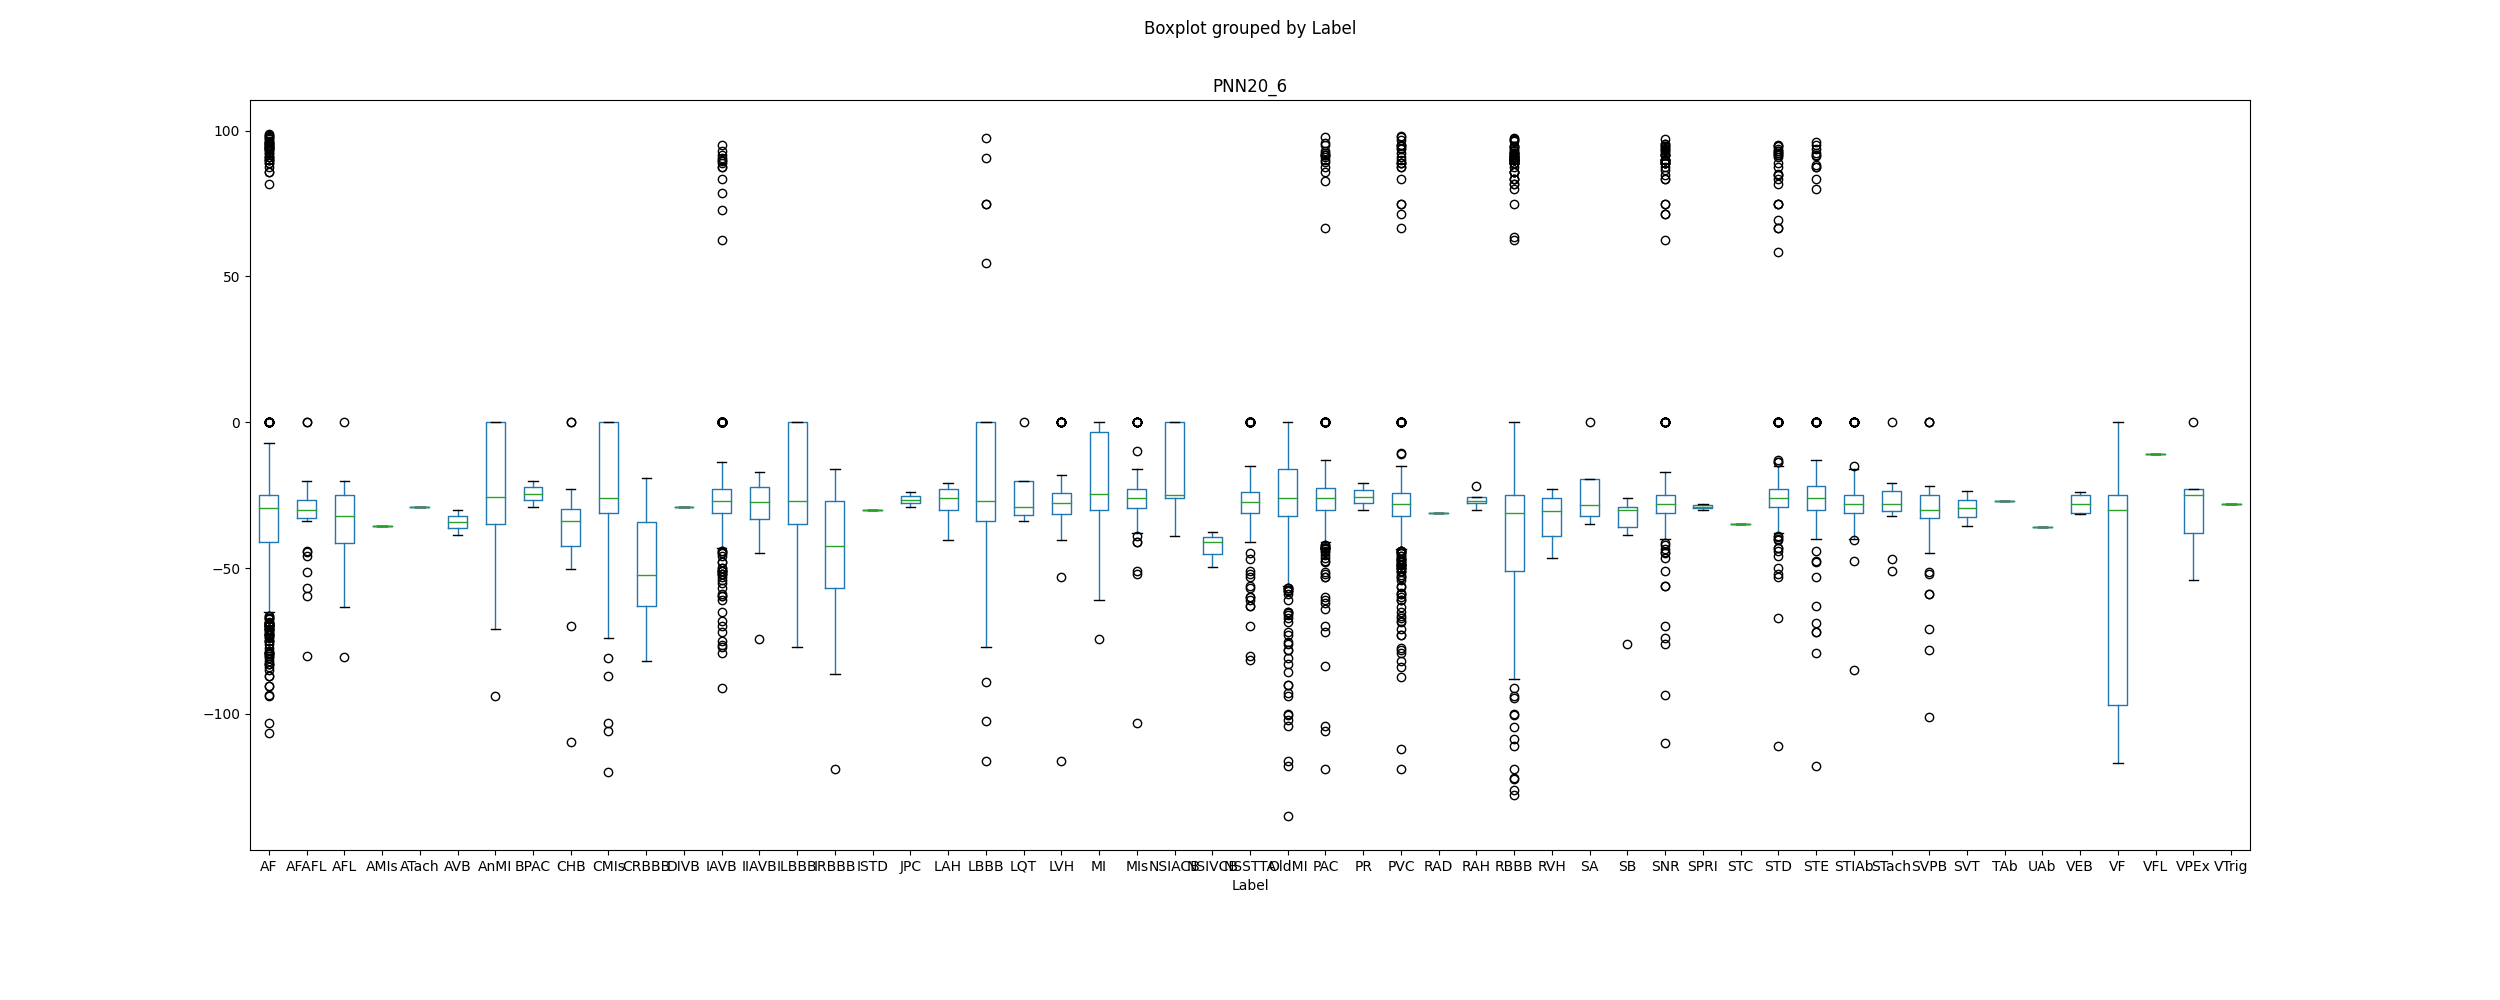 Boxplot grouped by Label
PNN20_6
100
50
0
−50
−100
AF AFAFL AFL AMIs ATach AVB AnMI BPAC CHB CMIs CRBBB DIVB IAVB IIAVB ILBBB IRBBB ISTD JPC LAH LBBB LQT LVH MI MIs NSIACB NSIVCB NSSTTA OldMI PAC PR PVC RAD RAH RBBB RVH SA SB SNR SPRI STC STD STE STIAb STach SVPB SVT TAb UAb VEB VF VFL VPEx VTrig
Label